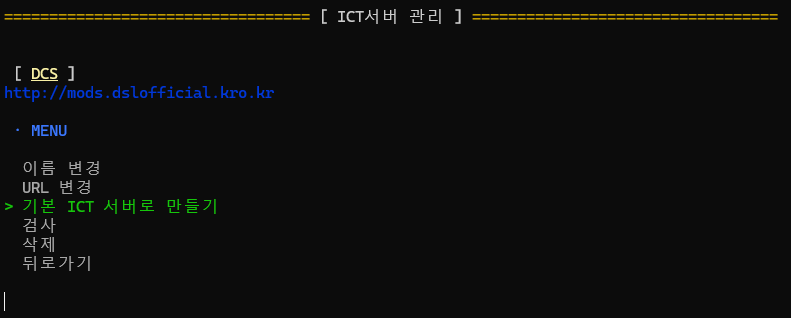 ================================== [ ICT서버 관리 ] ==================================
[ DCS ]
http://mods.dslofficial.kro.kr
· MENU
이름 변경
URL 변경
> 기본 ICT 서버로 만들기
검사
삭제
뒤로가기